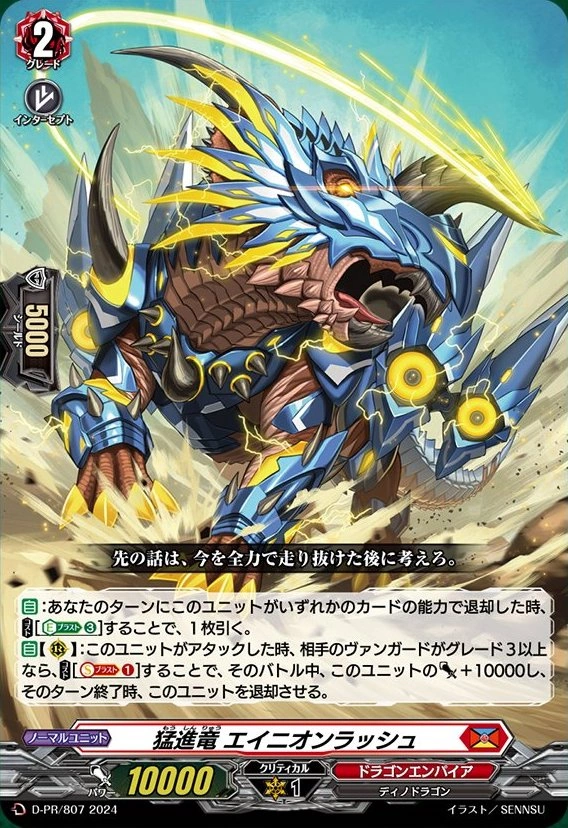 2
グレード
インターセプト
5000
シールド
先の話は、今を全力で走り抜けた後に考えろ。
自:あなたのターンにこのユニットがいずれかのカードの能力で退却した時、
コスト[Eブラスト3]することで、1枚引く。
自【R】:このユニットがアタックした時、相手のヴァンガードがグレード3以上
なら、コスト[Sブラスト1]することで、そのバトル中、このユニットの+10000し、
そのターン終了時、このユニットを退却させる。
ノーマルユニット
もうしんりゅう
猛進竜 エイニオンラッシュ
パワー 10000
クリティカル
1
ドラゴンエンパイア
ディノドラゴン
D-PR/807 2024
イラスト/SENNSU